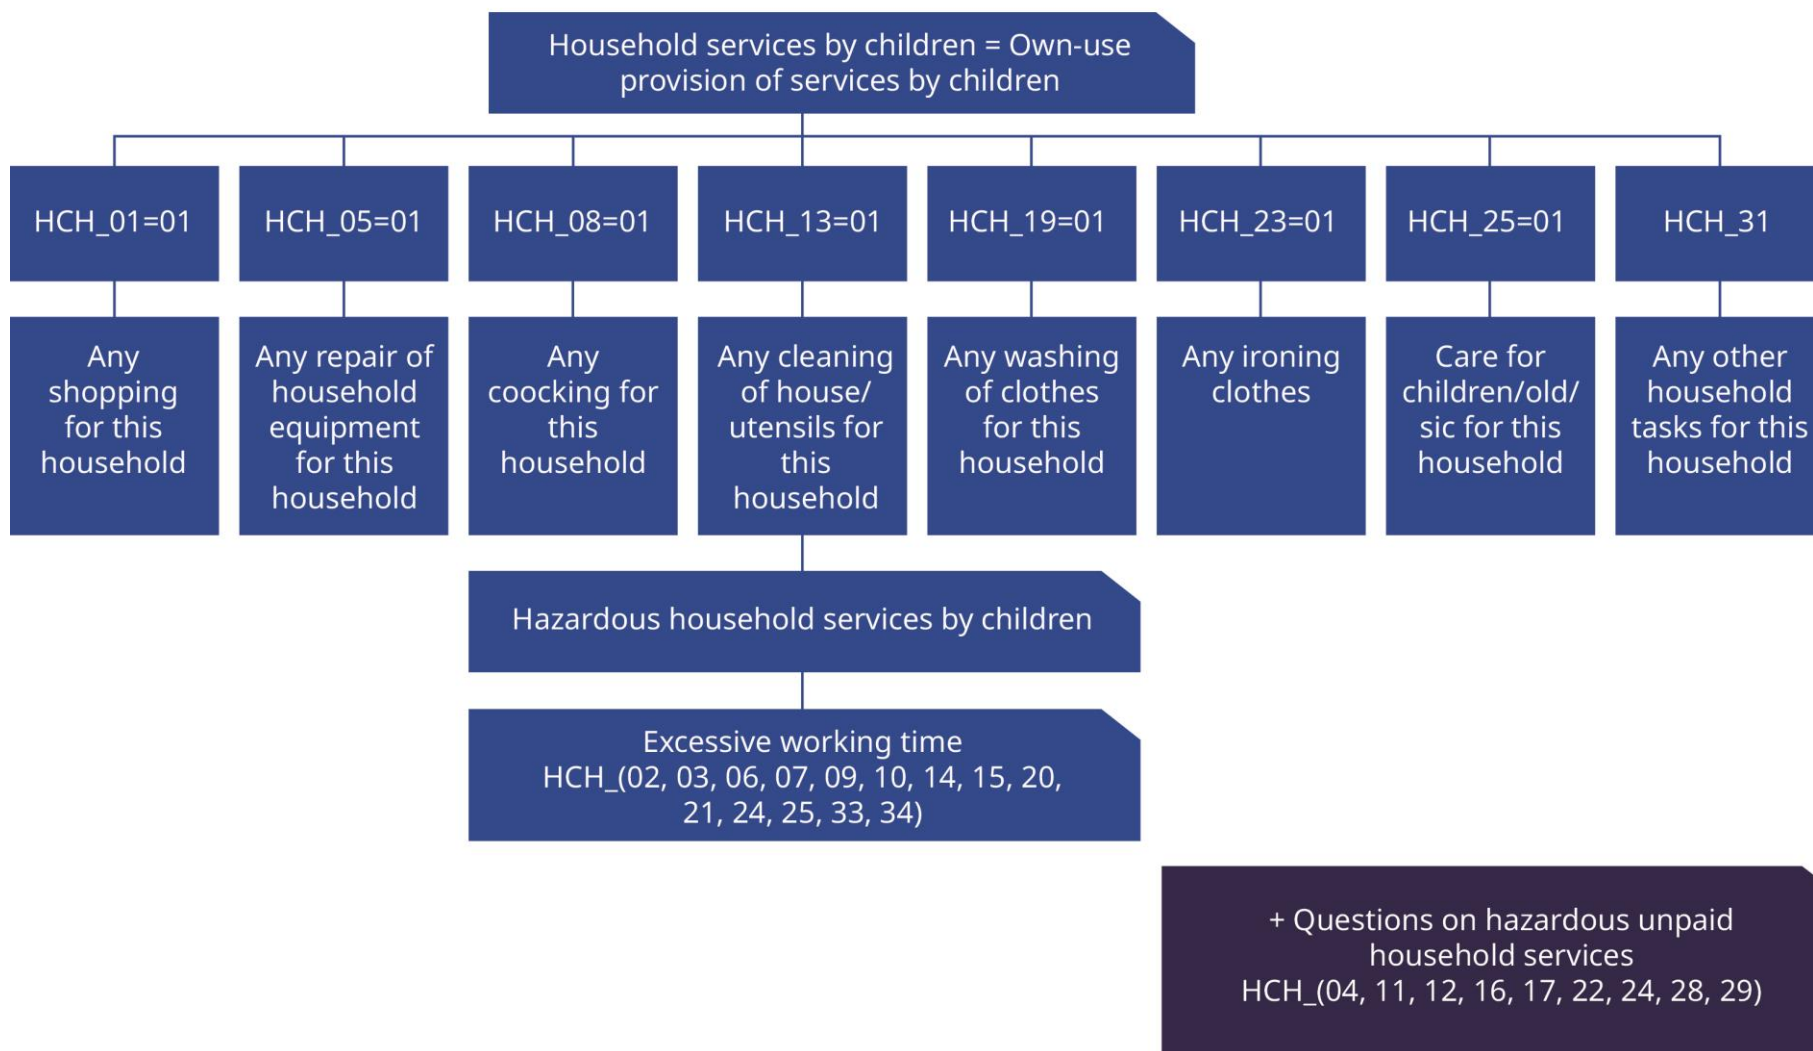 Household services by children = Own-use
provision of services by children
HCH_01=01
HCH_05=01
HCH_08=01
HCH_13=01
HCH_19=01
HCH_23=01
HCH_25=01
HCH_31
Any
shopping
for this
household
Any repair of
household
equipment
for this
household
Any
coocking for
this
household
Any cleaning
of house/
utensils for
this
household
Any washing
of clothes
for this
household
Any ironing
clothes
Care for
children/old/
sic for this
household
Any other
household
tasks for this
household
Hazardous household services by children
Excessive working time
HCH_(02, 03, 06, 07, 09, 10, 14, 15, 20,
21, 24, 25, 33, 34)
+ Questions on hazardous unpaid
household services
HCH_(04, 11, 12, 16, 17, 22, 24, 28, 29)